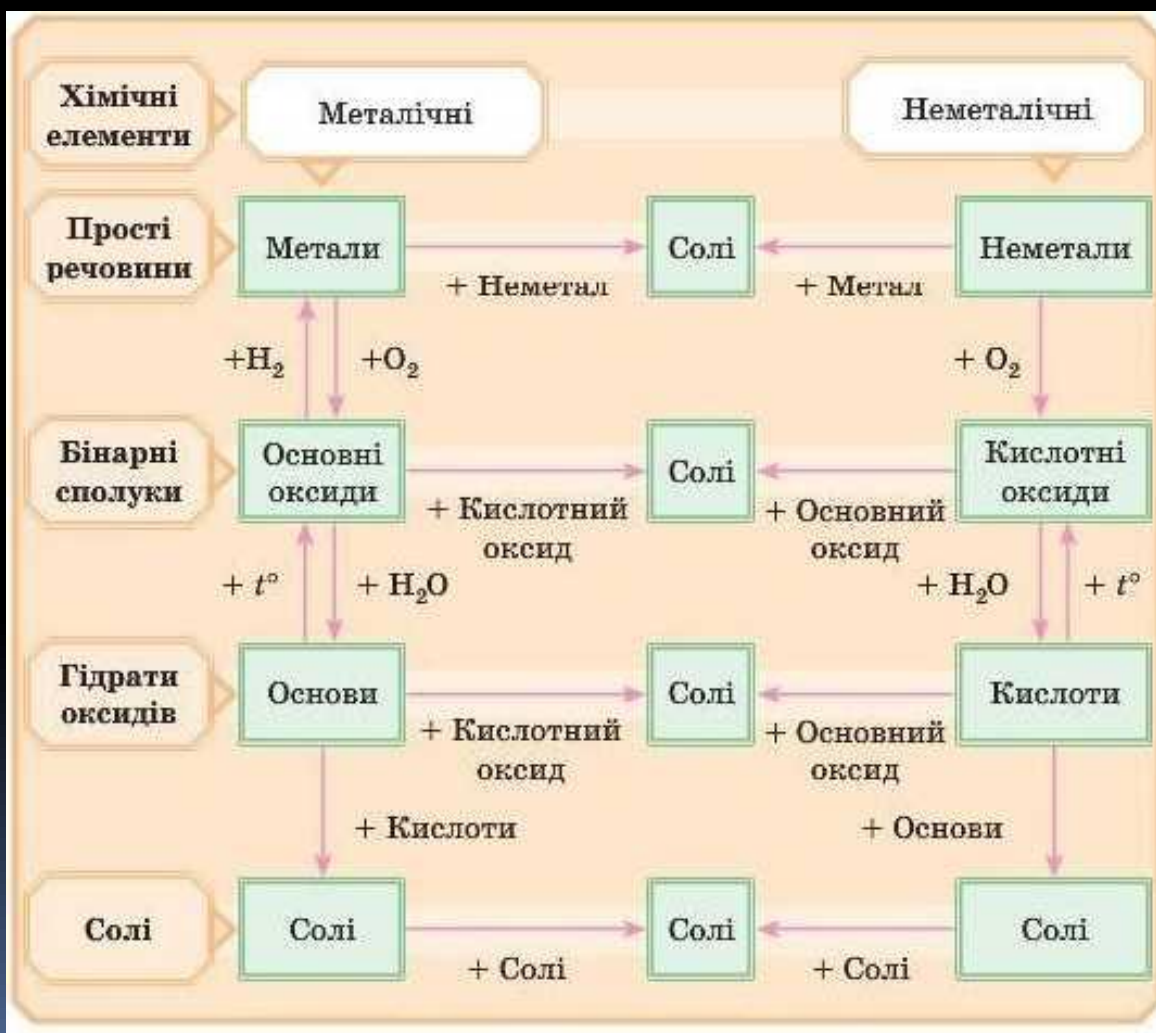 Хімічні
елементи
Металічні
Неметалічні
Прості
речовини
Метали
+ Неметал
Солі
+ Метал
Неметали
+H₂
+O₂
+ O₂
Бінарні
сполуки
Основні
оксиди
+ Кислотний
оксид
Солі
+ Основний
оксид
Кислотні
оксиди
+ t°
+ H₂O
+ H₂O
+ t°
Гідрати
оксидів
Основи
+ Кислотний
оксид
Солі
+ Основний
оксид
Кислоти
+ Кислоти
+ Основи
Солі
Солі
+ Солі
Солі
+ Солі
Солі